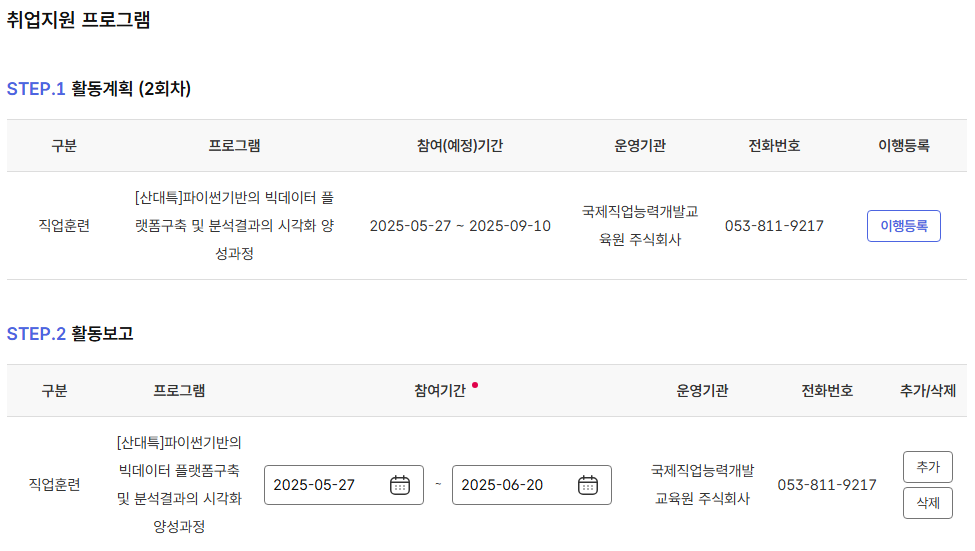 취업지원 프로그램
STEP.1 활동계획 (2회차)
구분 프로그램 참여(예정)기간 운영기관 전화번호 이행등록
직업훈련 [산대특]파이썬기반의 빅데이터 플
랫폼구축 및 분석결과의 시각화 양
성과정 2025-05-27 ~ 2025-09-10 국제직업능력개발교
육원 주식회사 053-811-9217 이행등록
STEP.2 활동보고
구분 프로그램 참여기간 운영기관 전화번호 추가/삭제
직업훈련 [산대특]파이썬기반의
빅데이터 플랫폼구축
및 분석결과의 시각화
양성과정 2025-05-27 ~ 2025-06-20 국제직업능력개발
교육원 주식회사 053-811-9217 추가
삭제